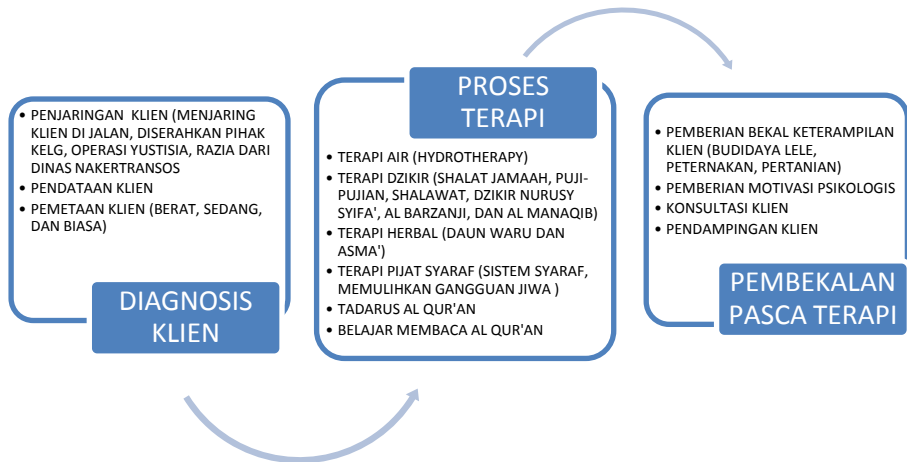 • PENJARINGAN KLIEN (MENJARING
KLIEN DI JALAN, DISERAHKAN PIHAK
KELG, OPERASI YUSTISIA, RAZIA DARI
DINAS NAKERTRANSOS
• PENDATAAN KLIEN
• PEMETAAN KLIEN (BERAT, SEDANG,
DAN BIASA)
DIAGNOSIS
KLIEN
PROSES
TERAPI
• TERAPI AIR (HYDROTHERAPY)
• TERAPI DZIKIR (SHALAT JAMAAH, PUJI-
PUJIAN, SHALAWAT, DZIKIR NURUSY
SYIFA', AL BARZANJI, DAN AL MANAQIB)
• TERAPI HERBAL (DAUN WARU DAN
ASMA')
• TERAPI PIJAT SYARAF (SISTEM SYARAF,
MEMULIHKAN GANGGUAN JIWA )
• TADARUS AL QUR'AN
• BELAJAR MEMBACA AL QUR'AN
• PEMBERIAN BEKAL KETERAMPILAN
KLIEN (BUDIDAYA LELE,
PETERNAKAN, PERTANIAN)
• PEMBERIAN MOTIVASI PSIKOLOGIS
• KONSULTASI KLIEN
• PENDAMPINGAN KLIEN
PEMBEKALAN
PASCA TERAPI